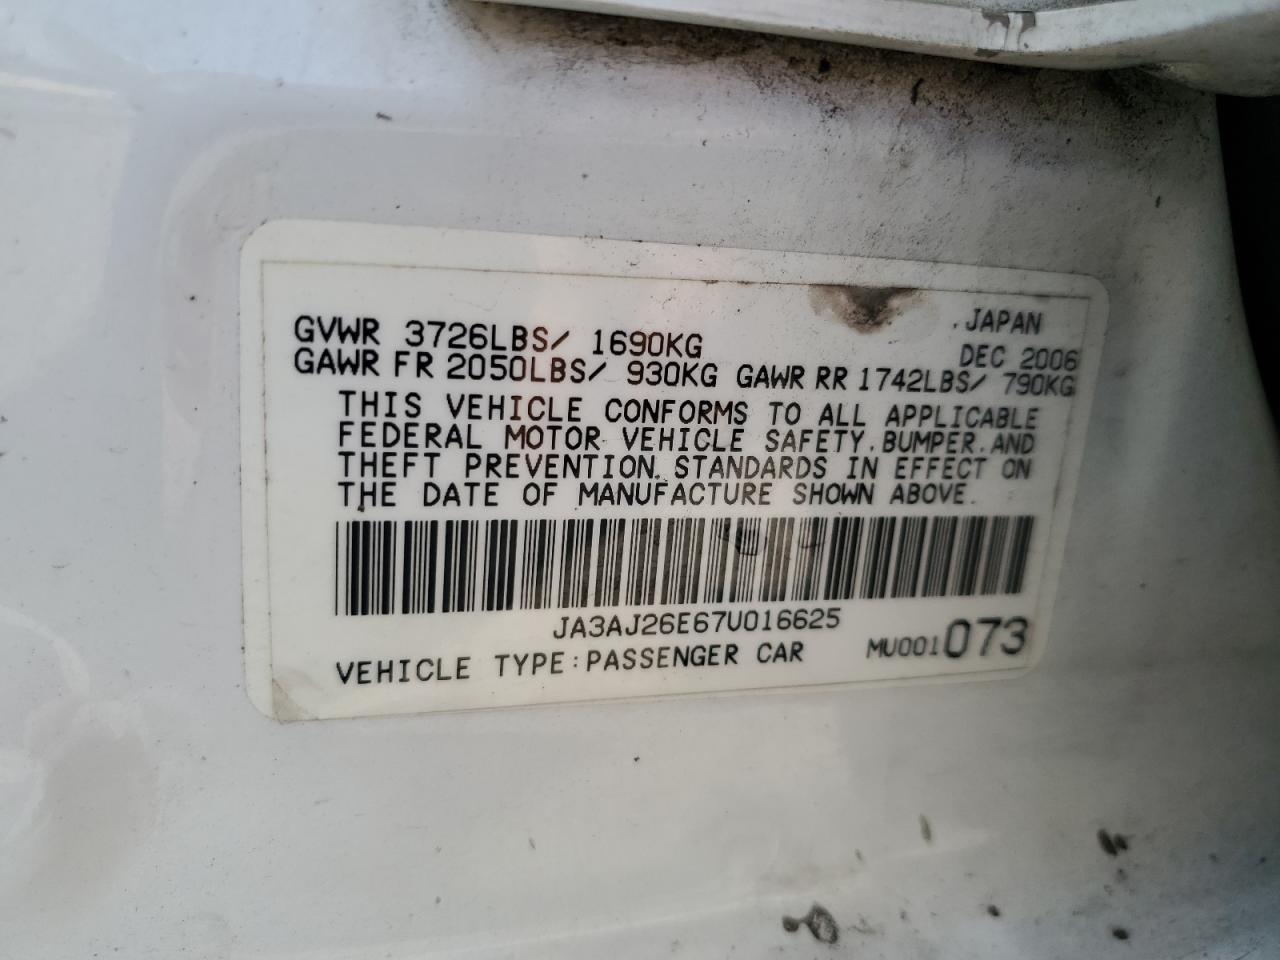 JAPAN
GVWR 3726LBS/ 1690KG DEC 2006
GAWR FR 2050LBS/ 930KG GAWR RR 1742LBS/ 790KG
THIS VEHICLE CONFORMS TO ALL APPLICABLE
FEDERAL MOTOR VEHICLE SAFETY, BUMPER, AND
THEFT PREVENTION STANDARDS IN EFFECT ON
THE DATE OF MANUFACTURE SHOWN ABOVE.
JA3AJ26E67U016625
VEHICLE TYPE:PASSENGER CAR MU001073